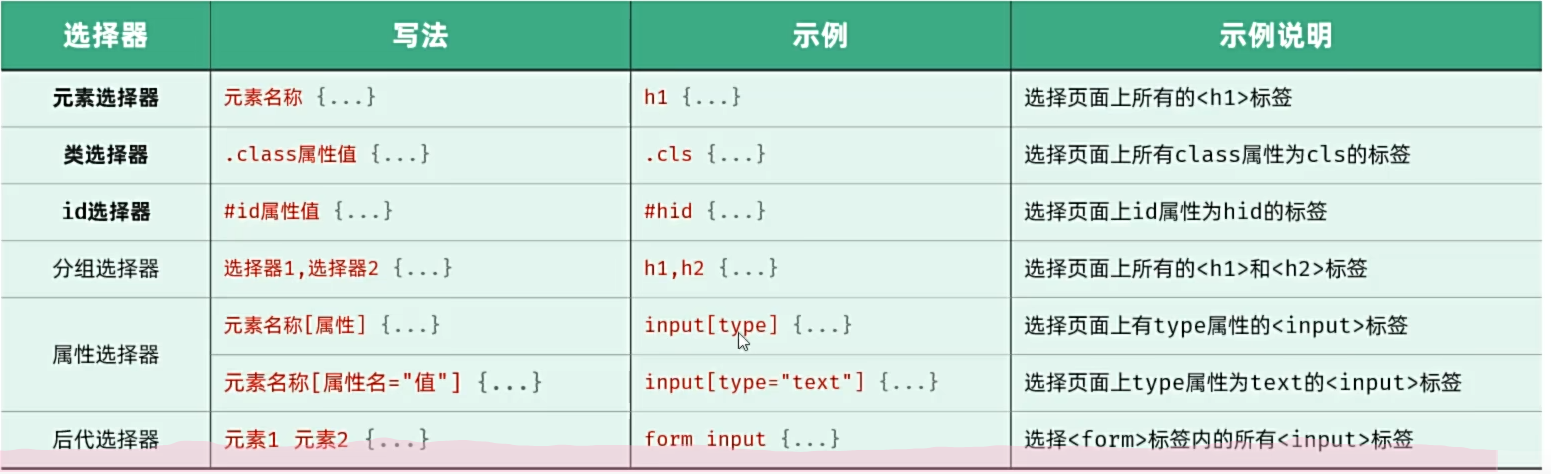 选择器 写法 示例 示例说明
元素选择器 元素名称 {...} h1 {...} 选择页面上所有的<h1>标签
类选择器 .class属性值 {...} .cls {...} 选择页面上所有class属性为cls的标签
id选择器 #id属性值 {...} #hid {...} 选择页面上id属性为hid的标签
分组选择器 选择器1,选择器2 {...} h1,h2 {...} 选择页面上所有的<h1>和<h2>标签
属性选择器 元素名称[属性] {...} input[type] {...} 选择页面上有type属性的<input>标签
元素名称[属性名="值"] {...} input[type="text"] {...} 选择页面上type属性为text的<input>标签
后代选择器 元素1 元素2 {...} form input {...} 选择<form>标签内的所有<input>标签